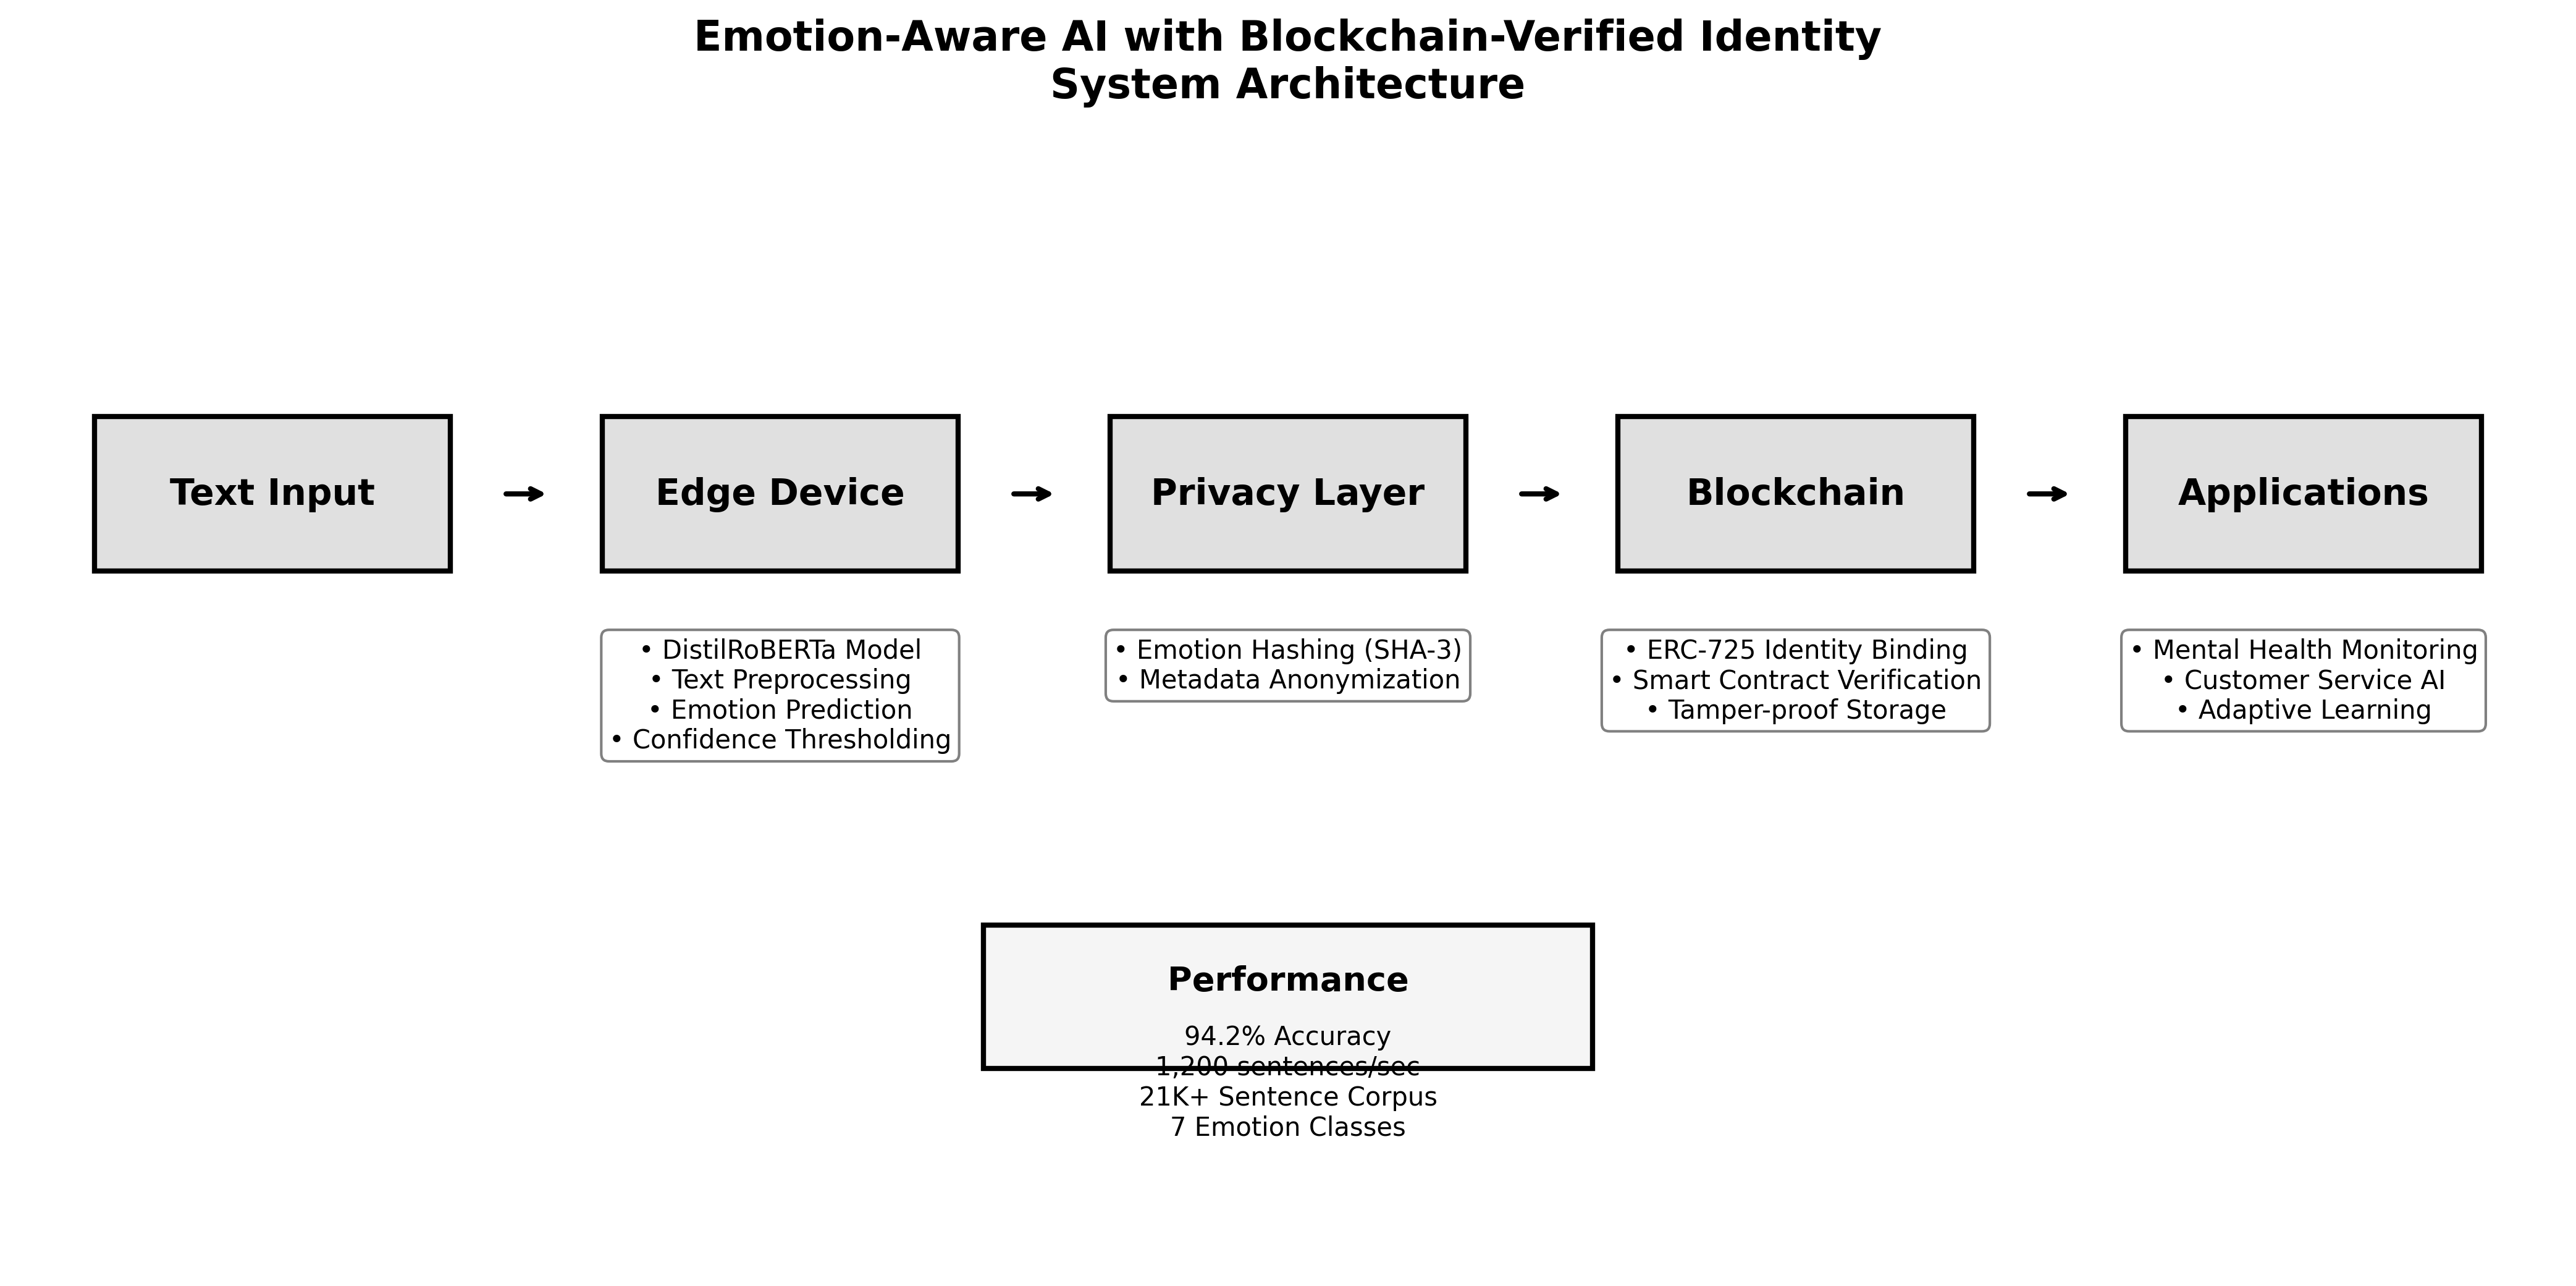 Emotion-Aware AI with Blockchain-Verified Identity
System Architecture
Text Input
Edge Device
Privacy Layer
Blockchain
Applications
• DistilRoBERTa Model
• Text Preprocessing
• Emotion Prediction
• Confidence Thresholding
• Emotion Hashing (SHA-3)
• Metadata Anonymization
• ERC-725 Identity Binding
• Smart Contract Verification
• Tamper-proof Storage
• Mental Health Monitoring
• Customer Service AI
• Adaptive Learning
Performance
94.2% Accuracy
1,200 sentences/sec
21K+ Sentence Corpus
7 Emotion Classes